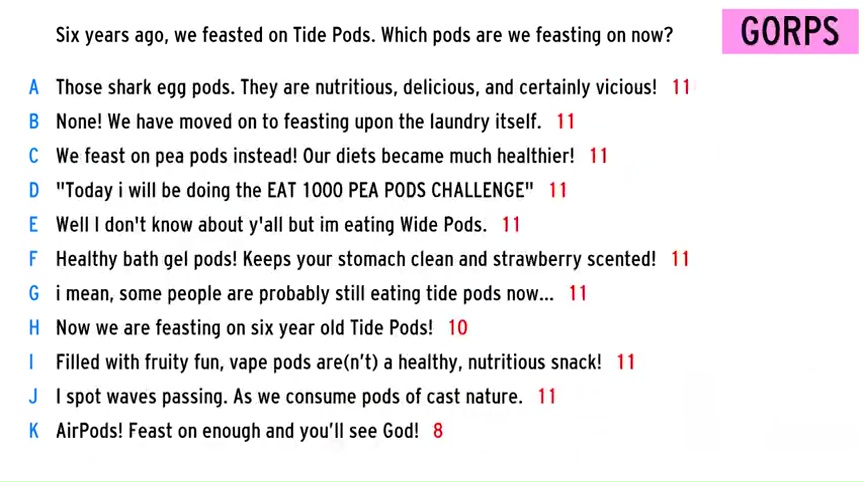 GORPS
Six years ago, we feasted on Tide Pods. Which pods are we feasting on now?
A Those shark egg pods. They are nutritious, delicious, and certainly vicious! 11
B None! We have moved on to feasting upon the laundry itself. 11
C We feast on pea pods instead! Our diets became much healthier! 11
D "Today i will be doing the EAT 1000 PEA PODS CHALLENGE" 11
E Well I don't know about y'all but im eating Wide Pods. 11
F Healthy bath gel pods! Keeps your stomach clean and strawberry scented! 11
G i mean, some people are probably still eating tide pods now... 11
H Now we are feasting on six year old Tide Pods! 10
I Filled with fruity fun, vape pods are(n't) a healthy, nutritious snack! 11
J I spot waves passing. As we consume pods of cast nature. 11
K AirPods! Feast on enough and you'll see God! 8